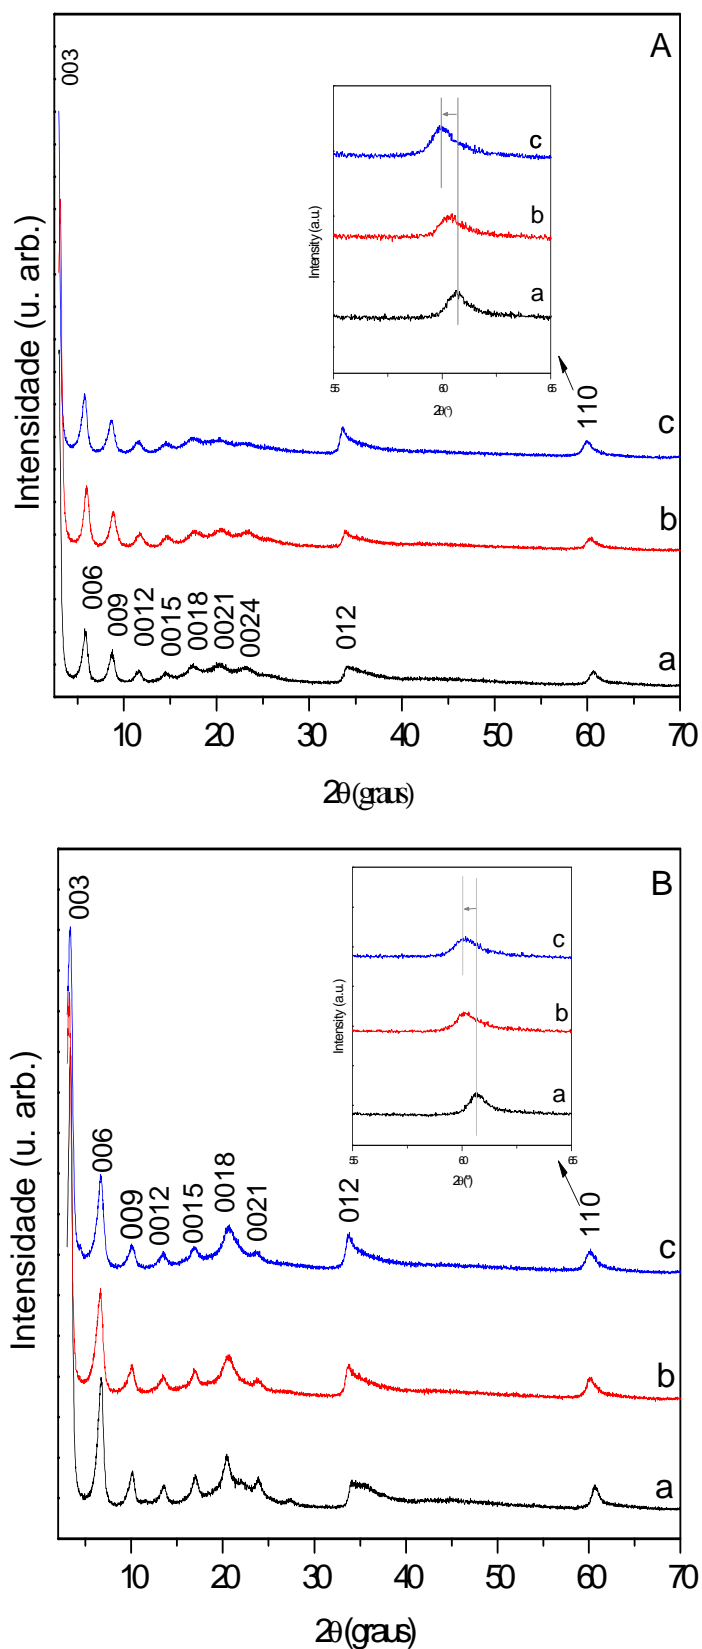 A
003
c
b
a
Intensity (a.u.)
55 60 65
2θ(°)
110
c
b
a
006
009
0012
0015
0018
0021
0024
012
Intensidade (u. arb.)
10 20 30 40 50 60 70
2θ (graus)
B
003
c
b
a
Intensity (a.u.)
55 60 65
2θ(°)
006
009
0012
0015
0018
0021
012
110
c
b
a
Intensidade (u. arb.)
10 20 30 40 50 60 70
2θ (graus)